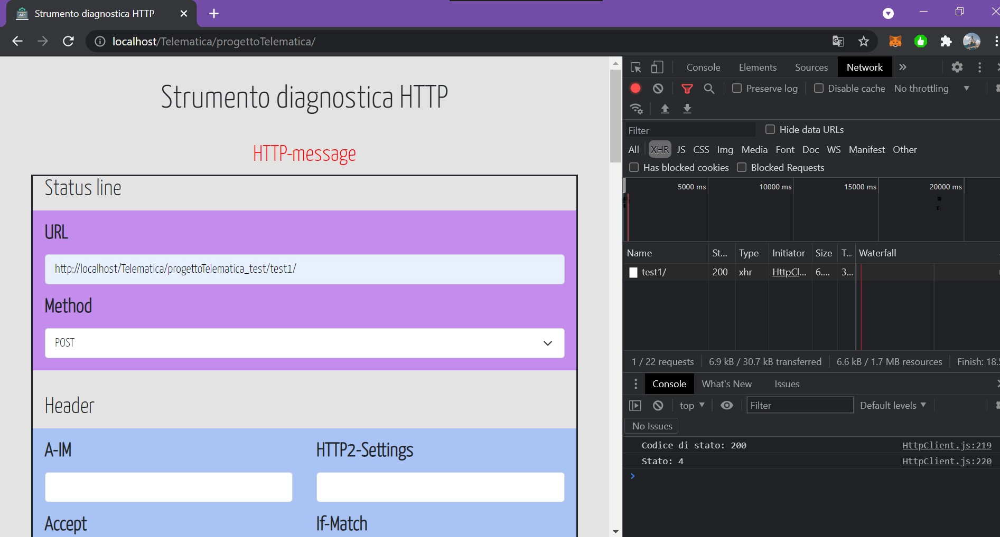 Strumento diagnostica HTTP
localhost/Telematica/progettoTelematica/
Strumento diagnostica HTTP
HTTP-message
Status line
URL
http://localhost/Telematica/progettoTelematica_test/test1/
Method
POST
Header
A-IM HTTP2-Settings
Accept If-Match
Console Elements Sources Network »
Preserve log Disable cache No throttling
Filter Hide data URLs
All XHR JS CSS Img Media Font Doc WS Manifest Other
Has blocked cookies Blocked Requests
5000 ms 10000 ms 15000 ms 20000 ms
Name St... Type Initiator Size T... Waterfall
test1/ 200 xhr HttpCl... 6.... 3...
1 / 22 requests 6.9 kB / 30.7 kB transferred 6.6 kB / 1.7 MB resources Finish: 18.
Console What's New Issues
top Filter Default levels
No Issues
Codice di stato: 200 HttpClient.js:219
Stato: 4 HttpClient.js:220